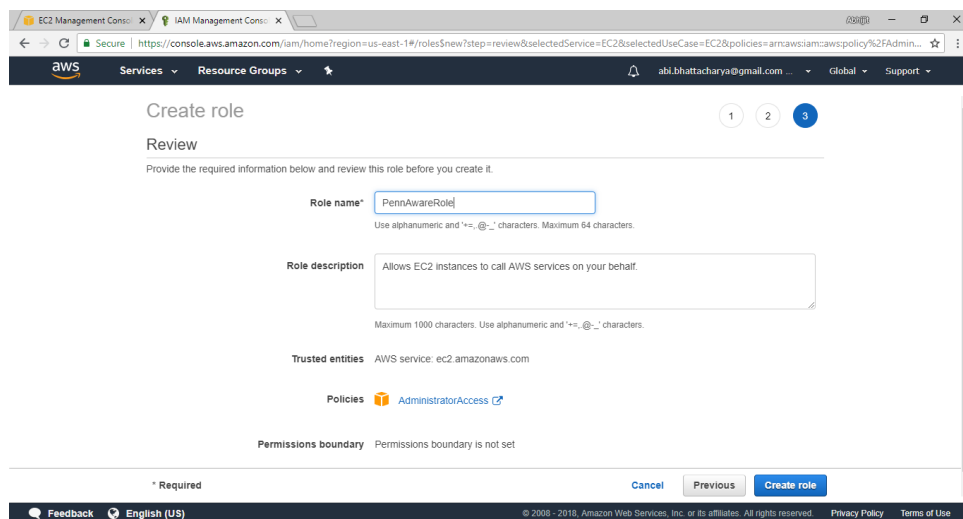 EC2 Management Consol
IAM Management Consol
Secure | https://console.aws.amazon.com/iam/home?region=us-east-1#/roles$new?step=review&selectedService=EC2&selectedUseCase=EC2&policies=arn:aws:iam::aws:policy%2FAdmin...
aws Services Resource Groups abi.bhattacharya@gmail.com ... Global Support
Create role 1 2 3
Review
Provide the required information below and review this role before you create it.
Role name* PennAwareRole
Use alphanumeric and '+=,.@-_' characters. Maximum 64 characters.
Role description Allows EC2 instances to call AWS services on your behalf.
Maximum 1000 characters. Use alphanumeric and '+=,.@-_' characters.
Trusted entities AWS service: ec2.amazonaws.com
Policies AdministratorAccess
Permissions boundary Permissions boundary is not set
* Required Cancel Previous Create role
Feedback English (US) © 2008 - 2018, Amazon Web Services, Inc. or its affiliates. All rights reserved. Privacy Policy Terms of Use